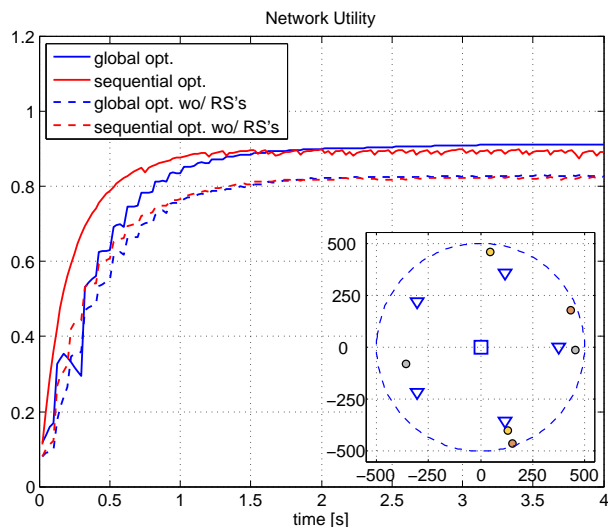 Network Utility
1.2
global opt.
sequential opt.
global opt. wo/ RS's
sequential opt. wo/ RS's
1
0.8
0.6
0.4
0.2
0
500
250
0
−250
−500
−500 −250 0 250 500
0 0.5 1 1.5 2 2.5 3 3.5 4
time [s]